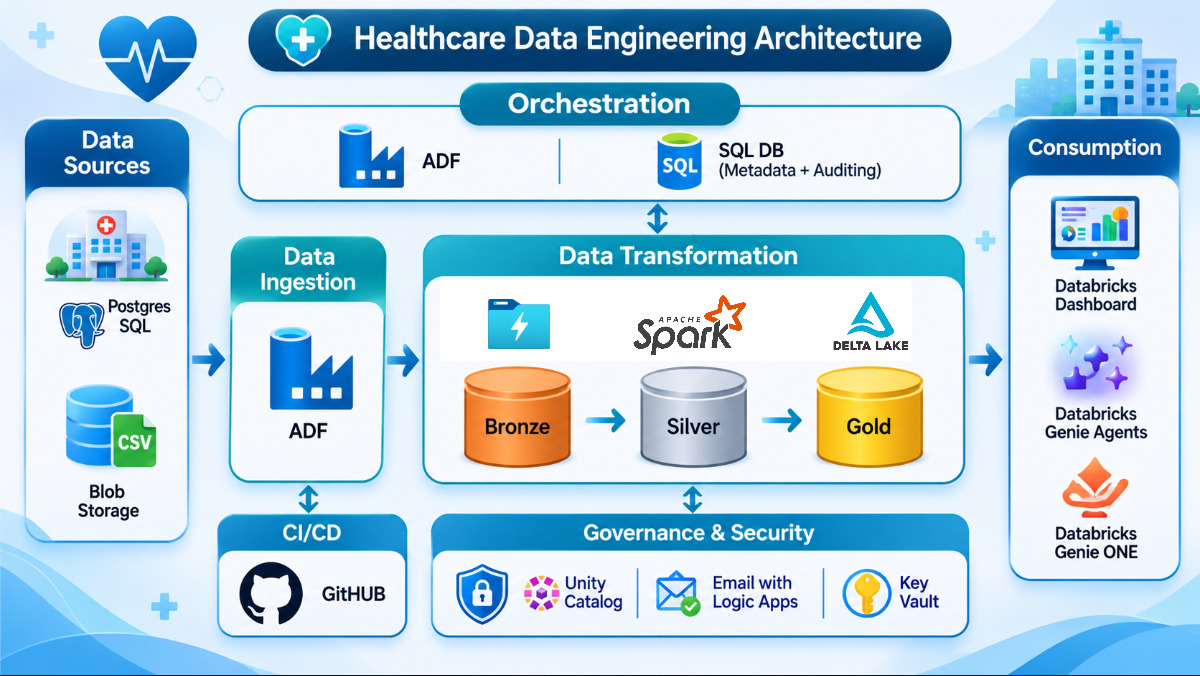 Healthcare Data Engineering Architecture
Orchestration
ADF
SQL
SQL DB
(Metadata + Auditing)
Data
Sources
Postgres
SQL
CSV
Blob
Storage
Data
Ingestion
ADF
Data Transformation
APACHE
Spark
DELTA LAKE
Bronze
Silver
Gold
Consumption
Databricks
Dashboard
Databricks
Genie Agents
Databricks
Genie ONE
CI/CD
GitHUB
Governance & Security
Unity
Catalog
Email with
Logic Apps
Key
Vault